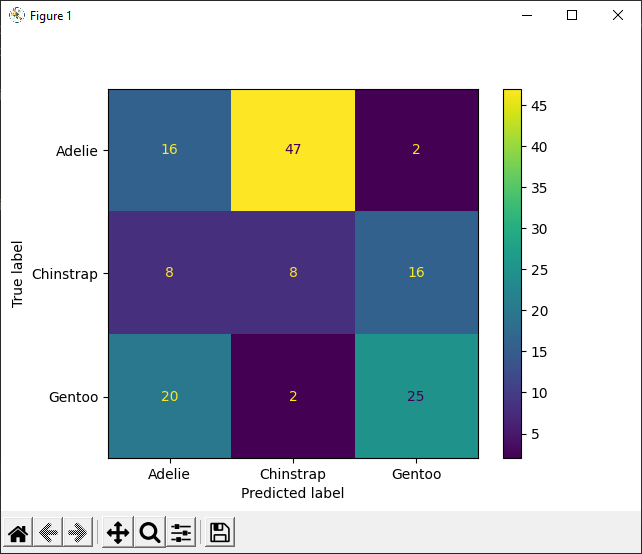 Figure 1
Adelie 16 47 2
Chinstrap 8 8 16
Gentoo 20 2 25
Adelie Chinstrap Gentoo
Predicted label
True label
45
40
35
30
25
20
15
10
5